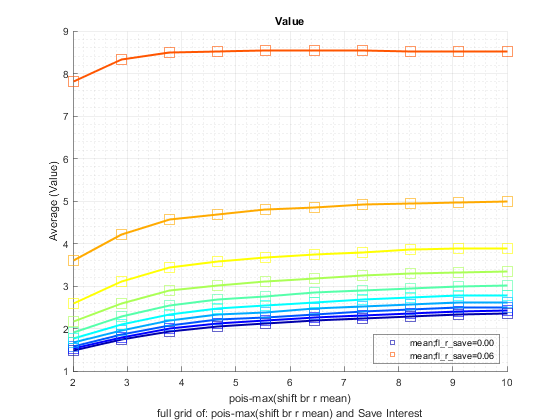 Value
9
8
7
6
5
4
3
2
1
Average (Value)
2 3 4 5 6 7 8 9 10
mean;fl_r_save=0.00
mean;fl_r_save=0.06
pois-max(shift br r mean)
full grid of: pois-max(shift br r mean) and Save Interest